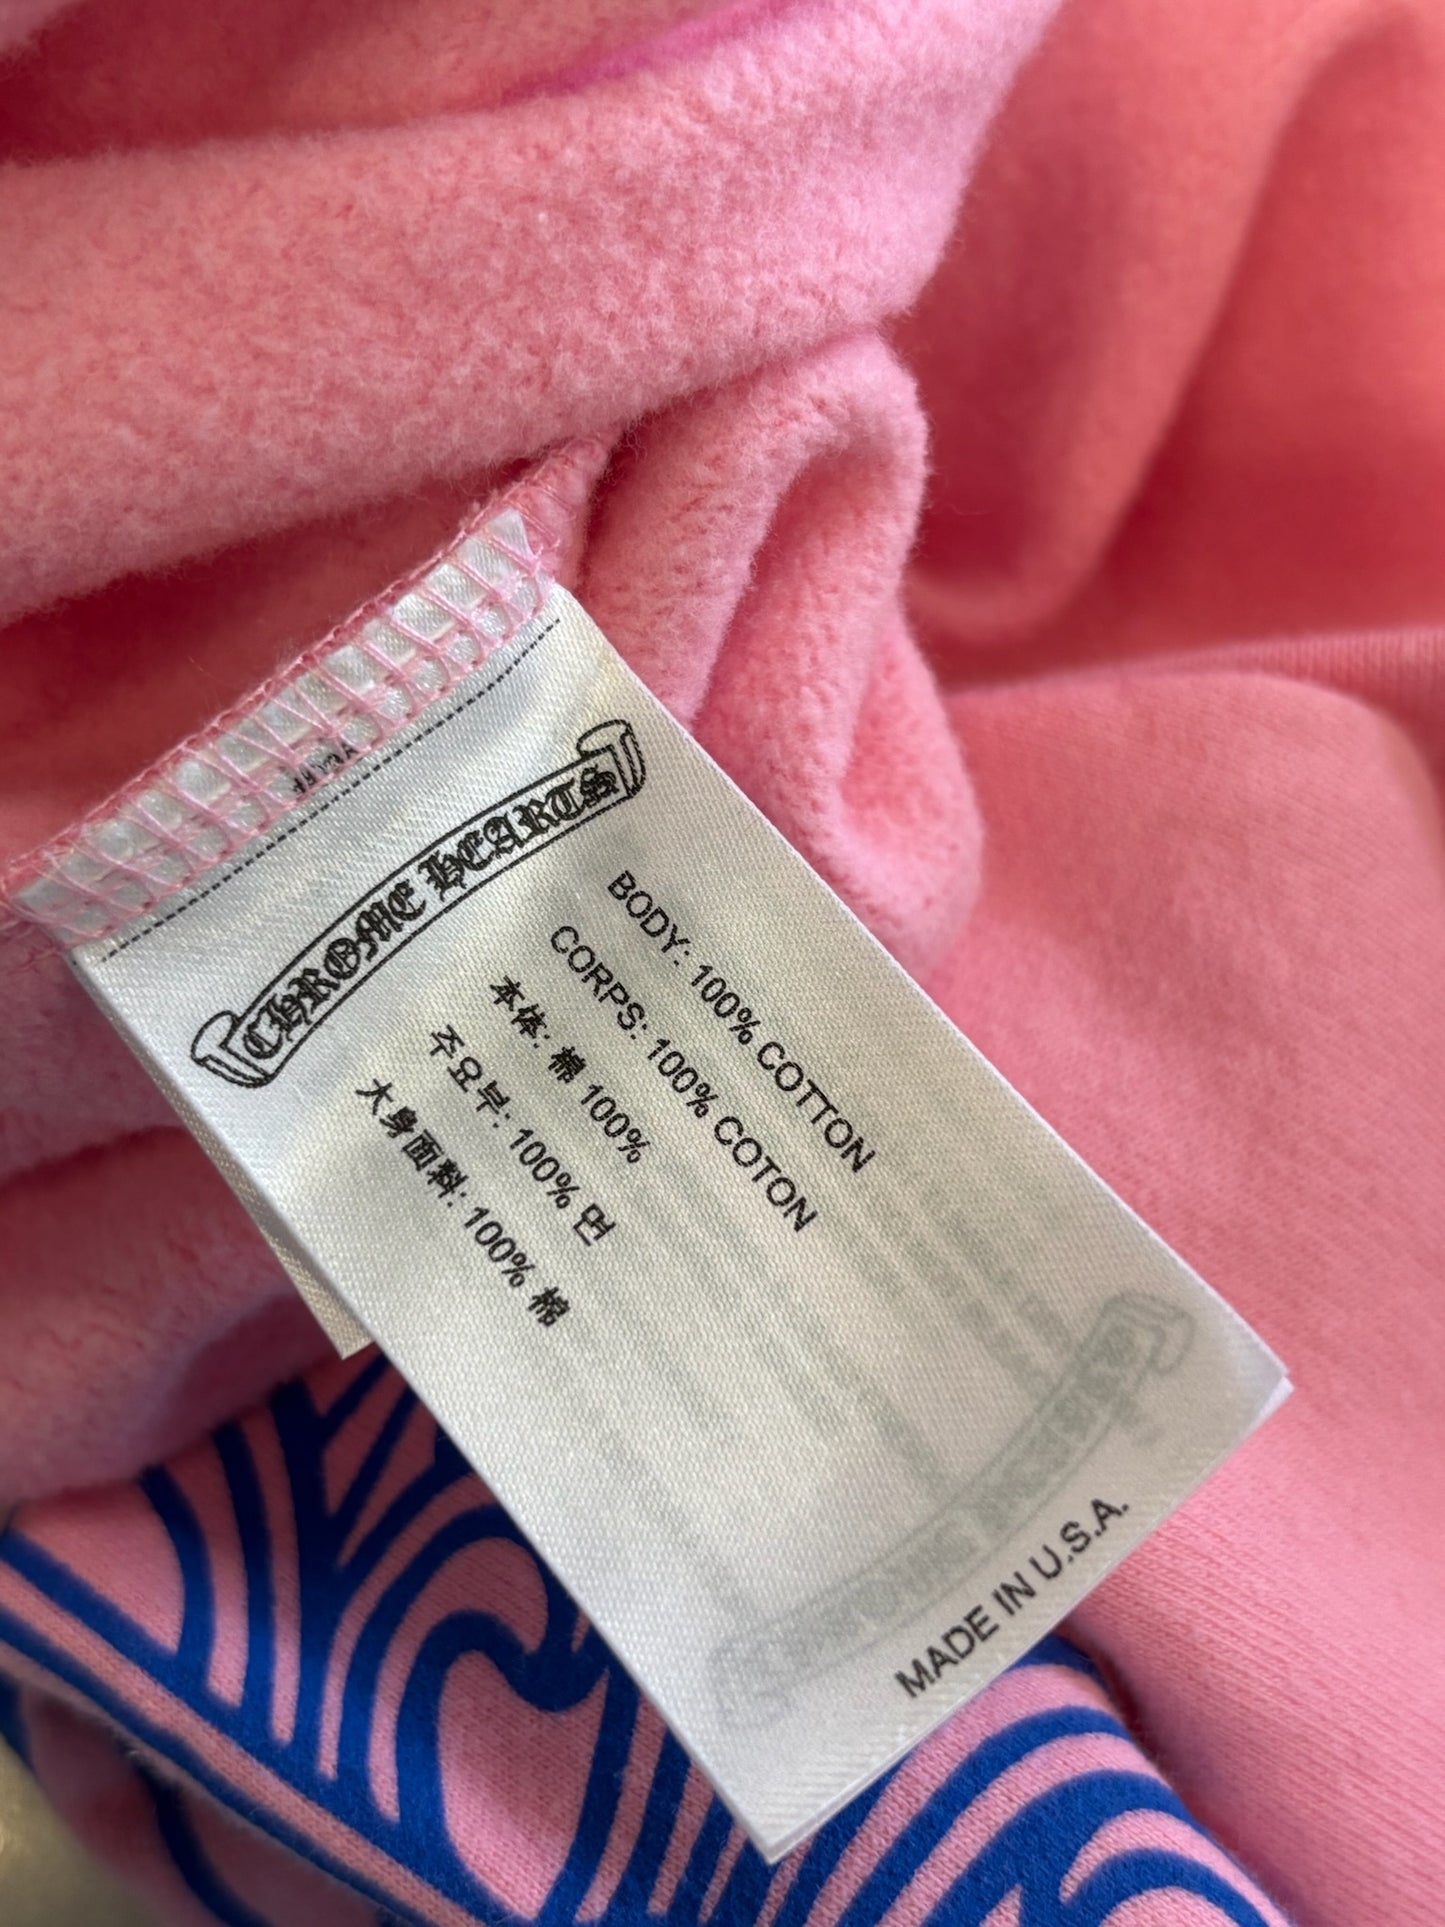 CHROME HEARTS
BODY: 100% COTTON
CORPS: 100% COTON
本体: 棉 100%
주요부: 100% 면
大身面料: 100% 棉
MADE IN U.S.A.